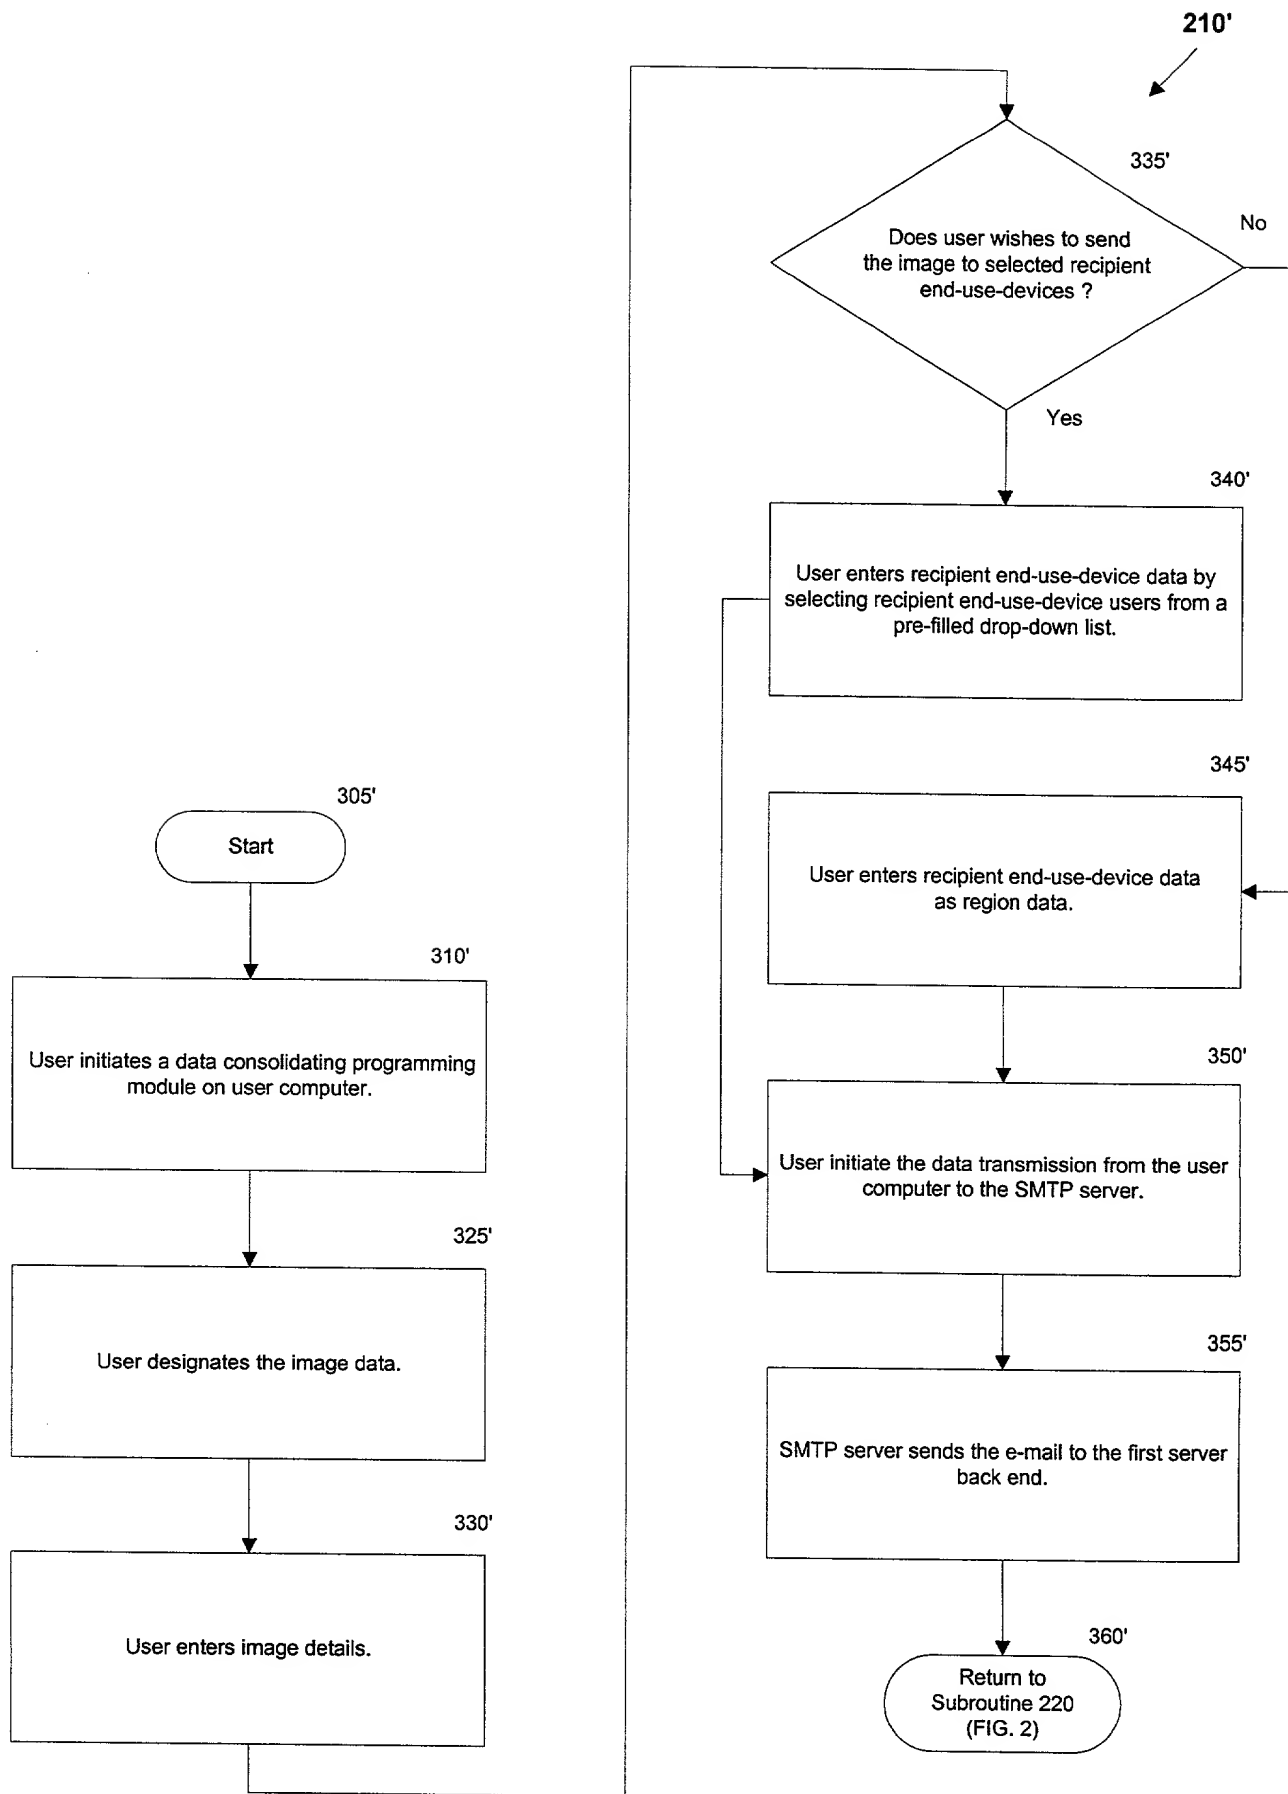 210'
305'
Start
310'
User initiates a data consolidating programming
module on user computer.
325'
User designates the image data.
330'
User enters image details.
335'
Does user wishes to send
the image to selected recipient
end-use-devices ?
No
Yes
340'
User enters recipient end-use-device data by
selecting recipient end-use-device users from a
pre-filled drop-down list.
345'
User enters recipient end-use-device data
as region data.
350'
User initiate the data transmission from the user
computer to the SMTP server.
355'
SMTP server sends the e-mail to the first server
back end.
360'
Return to
Subroutine 220
(FIG. 2)